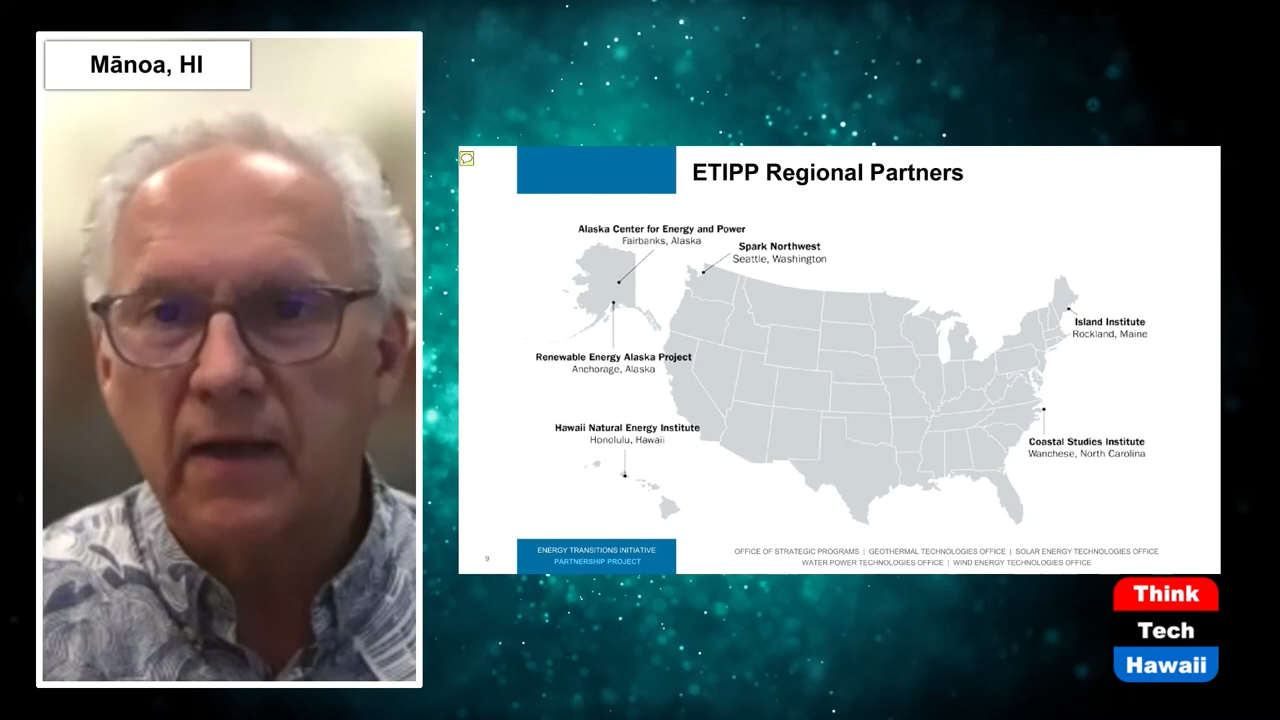 Mānoa, HI
ETIPP Regional Partners
Alaska Center for Energy and Power
Fairbanks, Alaska
Spark Northwest
Seattle, Washington
Island Institute
Rockland, Maine
Renewable Energy Alaska Project
Anchorage, Alaska
Hawaii Natural Energy Institute
Honolulu, Hawaii
Coastal Studies Institute
Wanchese, North Carolina
9
ENERGY TRANSITIONS INITIATIVE
PARTNERSHIP PROJECT
OFFICE OF STRATEGIC PROGRAMS | GEOTHERMAL TECHNOLOGIES OFFICE | SOLAR ENERGY TECHNOLOGIES OFFICE
WATER POWER TECHNOLOGIES OFFICE | WIND ENERGY TECHNOLOGIES OFFICE
Think
Tech
Hawaii